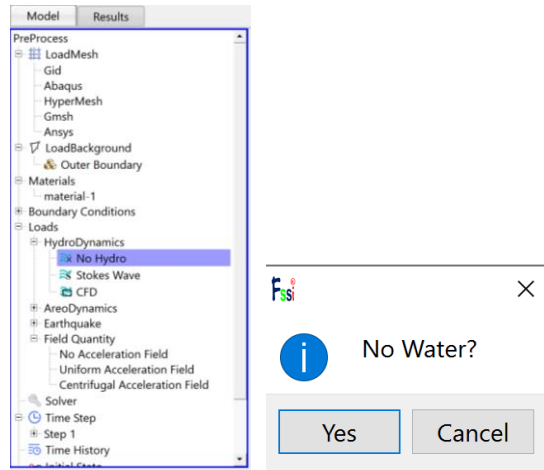 Model
Results
PreProcess
LoadMesh
Gid
Abaqus
HyperMesh
Gmsh
Ansys
LoadBackground
Outer Boundary
Materials
material-1
Boundary Conditions
Loads
HydroDynamics
No Hydro
Stokes Wave
CFD
AreoDynamics
Earthquake
Field Quantity
No Acceleration Field
Uniform Acceleration Field
Centrifugal Acceleration Field
Solver
Time Step
Step 1
Time History
Initial State
Fssi®
No Water?
Yes
Cancel